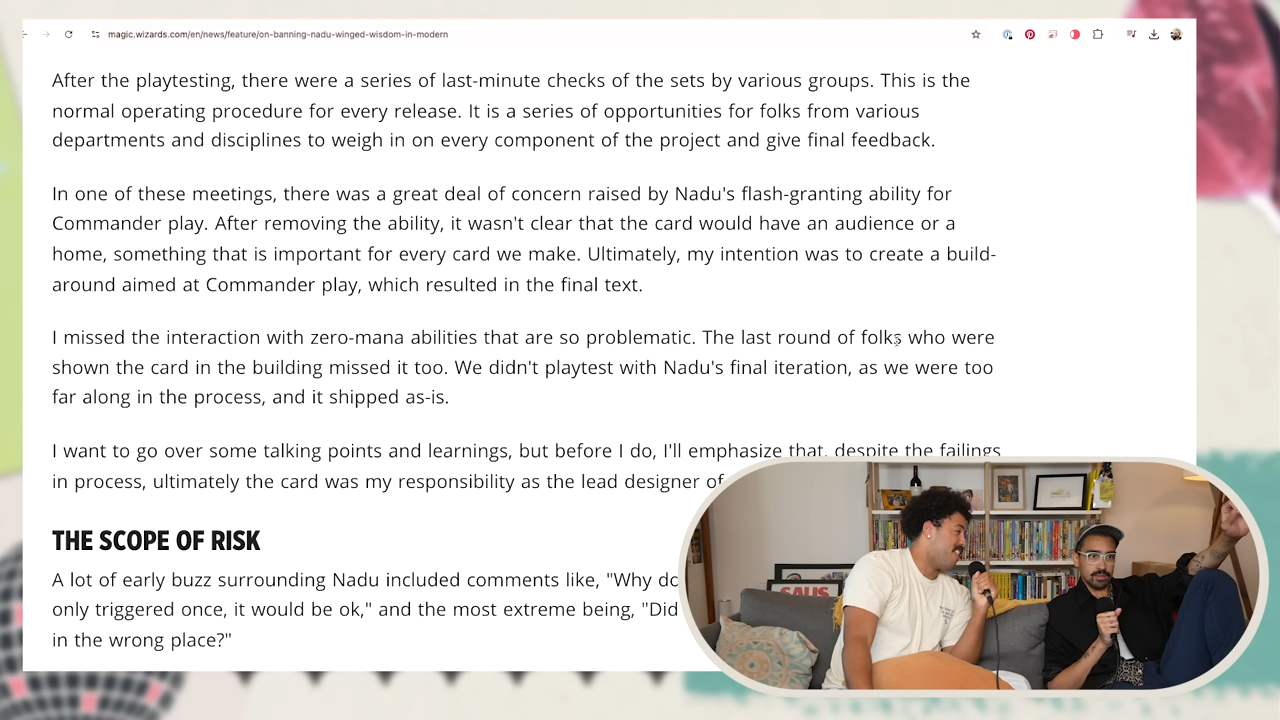 magic.wizards.com/en/news/feature/on-banning-nadu-winged-wisdom-in-modern
After the playtesting, there were a series of last-minute checks of the sets by various groups. This is the
normal operating procedure for every release. It is a series of opportunities for folks from various
departments and disciplines to weigh in on every component of the project and give final feedback.
In one of these meetings, there was a great deal of concern raised by Nadu's flash-granting ability for
Commander play. After removing the ability, it wasn't clear that the card would have an audience or a
home, something that is important for every card we make. Ultimately, my intention was to create a build-
around aimed at Commander play, which resulted in the final text.
I missed the interaction with zero-mana abilities that are so problematic. The last round of folks who were
shown the card in the building missed it too. We didn't playtest with Nadu's final iteration, as we were too
far along in the process, and it shipped as-is.
I want to go over some talking points and learnings, but before I do, I'll emphasize that, despite the failings
in process, ultimately the card was my responsibility as the lead designer of
THE SCOPE OF RISK
A lot of early buzz surrounding Nadu included comments like, "Why do
only triggered once, it would be ok," and the most extreme being, "Did
in the wrong place?"
SAUS